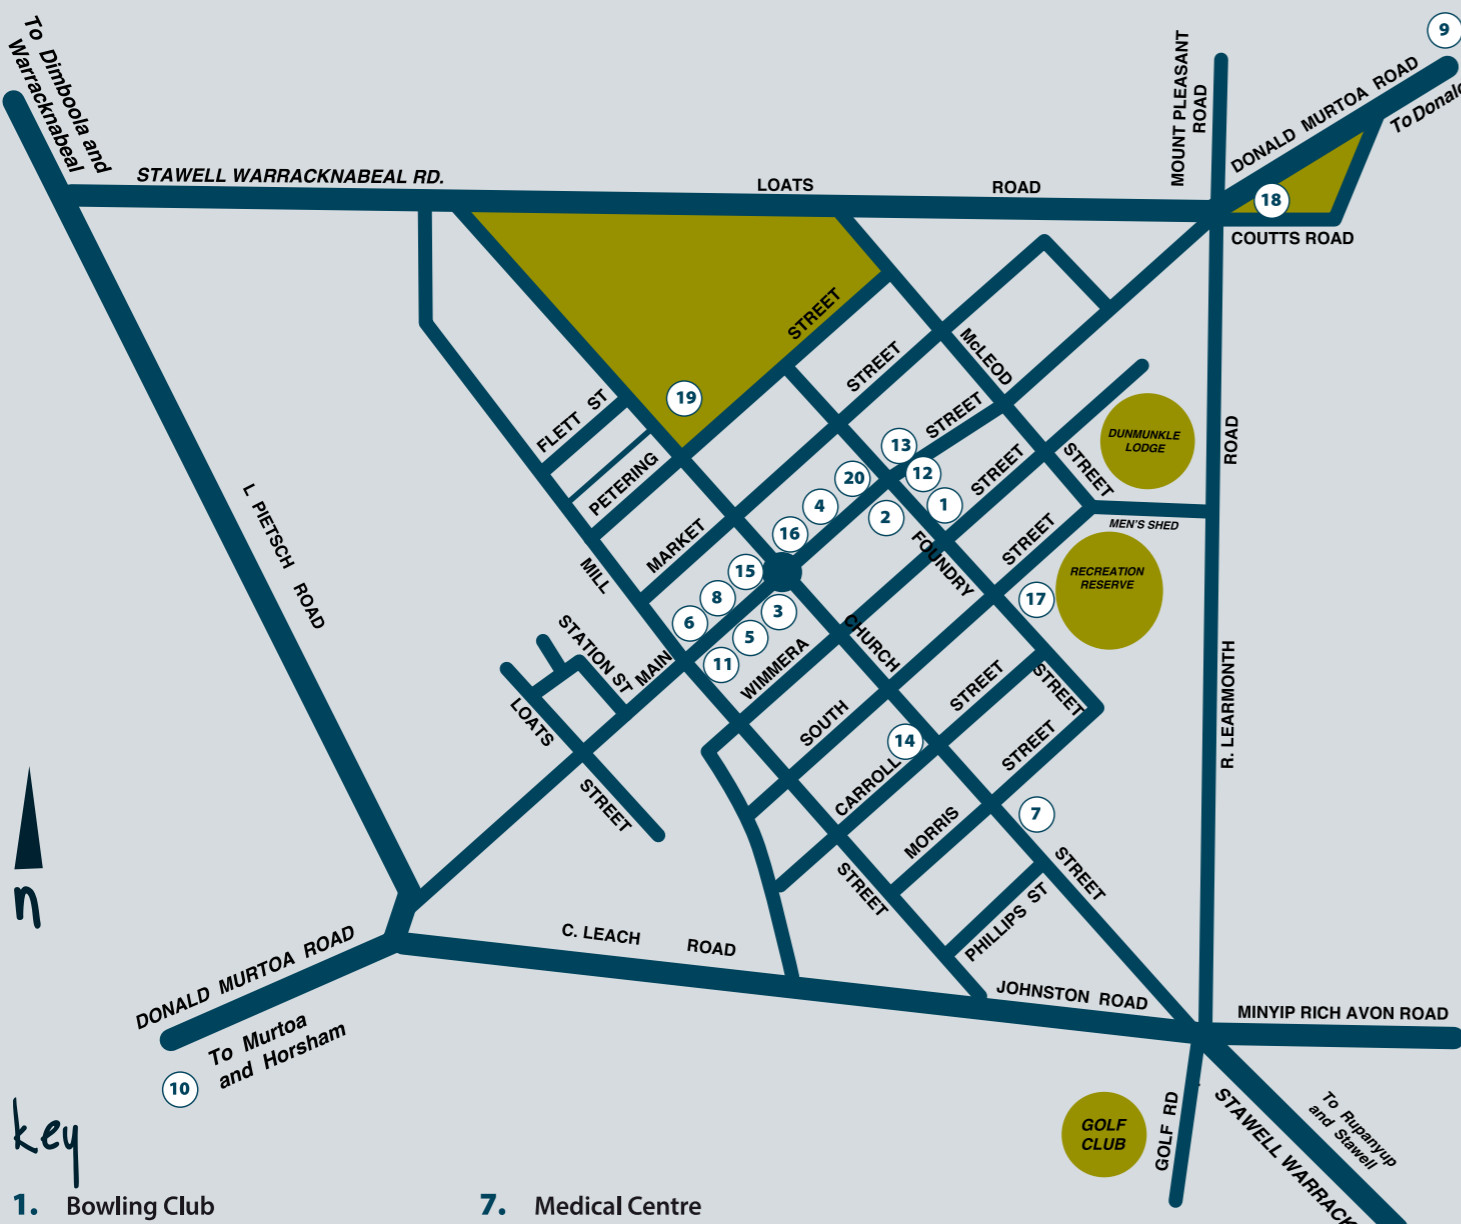 To Dimboola and
Warracknabeal
STAWELL WARRACKNABEAL RD.
LOATS ROAD
MOUNT PLEASANT
ROAD
9
DONALD MURTOA ROAD
To Donald
18
COUTTS ROAD
STREET
19
FLETT ST
PETERING
STREET
McLEOD
STREET
STREET
STREET
DUNMUNKLE
LODGE
ROAD
13
12
20
1
4
2
16
MARKET
FOUNDRY
STREET
MEN'S SHED
RECREATION
RESERVE
17
L PIETSCH ROAD
MILL
15
8
3
6
5
11
STATION ST
MAIN
WIMMERA
CHURCH
STREET
STREET
LOATS
STREET
SOUTH
14
CARROLL
STREET
R. LEARMONTH
7
MORRIS
STREET
STREET
PHILLIPS ST
n
C. LEACH ROAD
DONALD MURTOA ROAD
To Murtoa
and Horsham
10
JOHNSTON ROAD
MINYIP RICH AVON ROAD
GOLF
CLUB
GOLF RD
To Rupanyup
and Stawell
STAWELL WARRACK
key
1. Bowling Club
7. Medical Centre